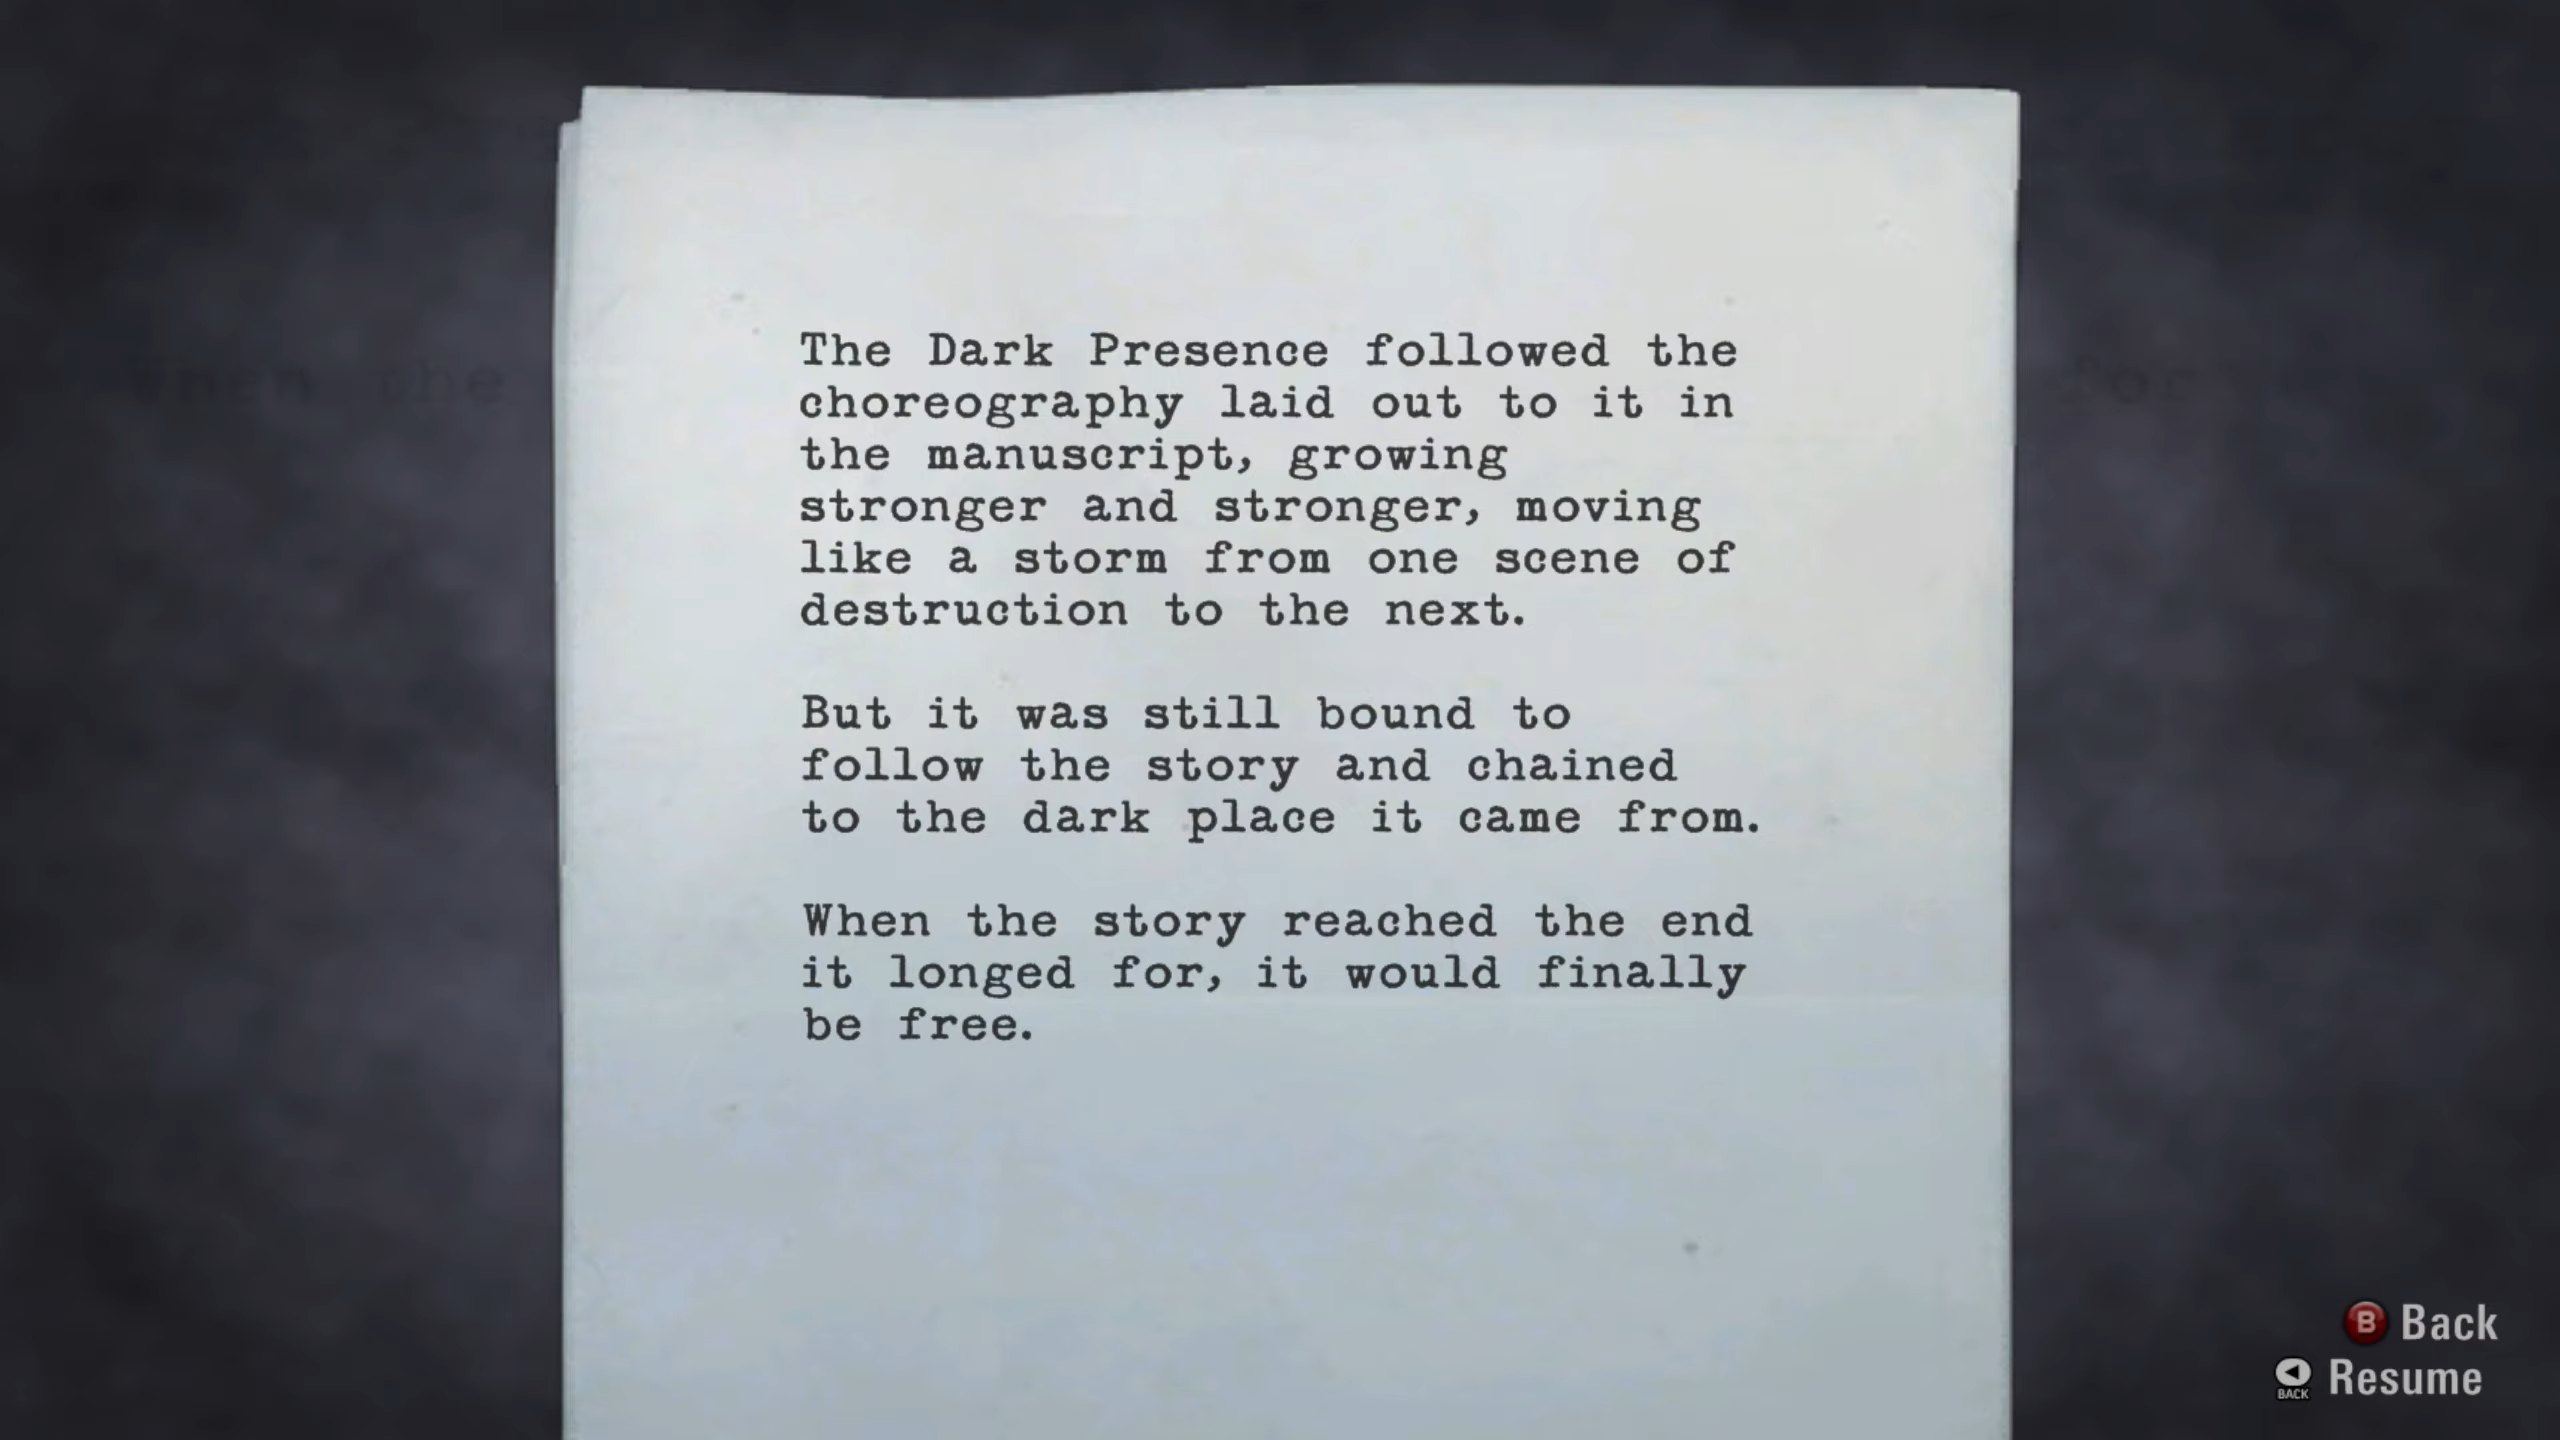 The Dark Presence followed the
choreography laid out to it in
the manuscript, growing
stronger and stronger, moving
like a storm from one scene of
destruction to the next.
But it was still bound to
follow the story and chained
to the dark place it came from.
When the story reached the end
it longed for, it would finally
be free.
the
for
B Back
BACK Resume